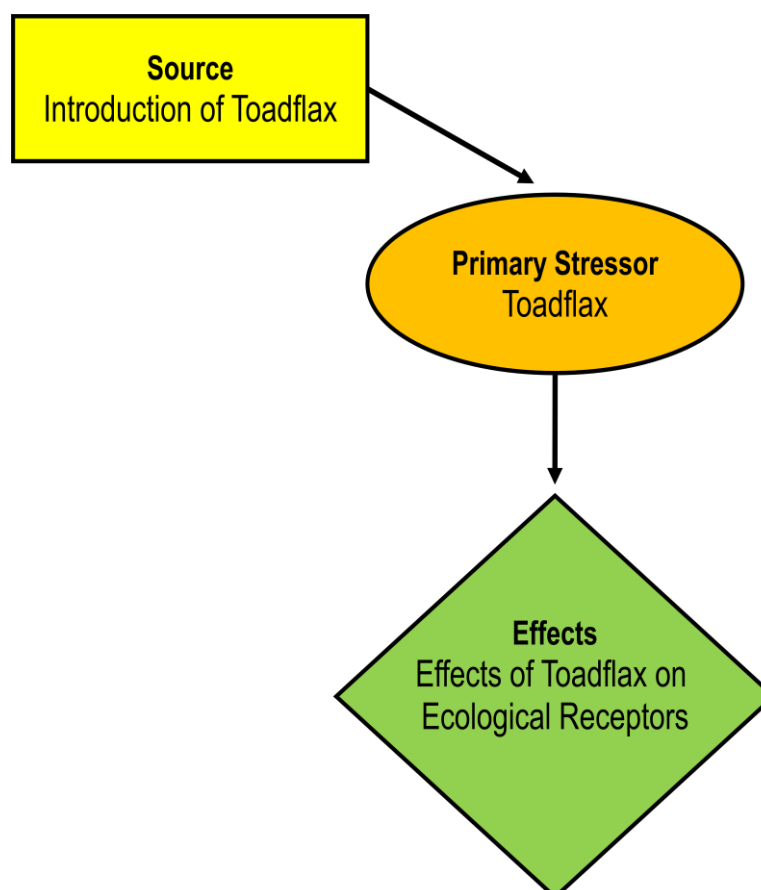 Source
Introduction of Toadflax
Primary Stressor
Toadflax
Effects
Effects of Toadflax on
Ecological Receptors